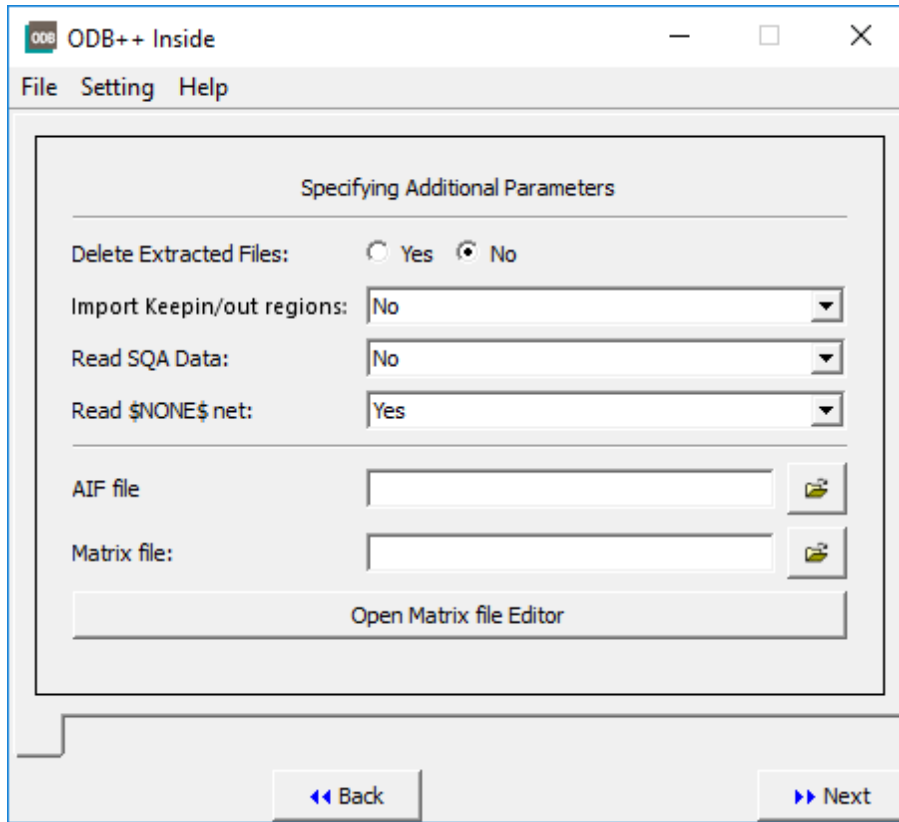 ODB ODB++ Inside
File Setting Help
Specifying Additional Parameters
Delete Extracted Files: Yes No
Import Keepin/out regions: No
Read SQA Data: No
Read $NONE$ net: Yes
AIF file
Matrix file:
Open Matrix file Editor
Back Next